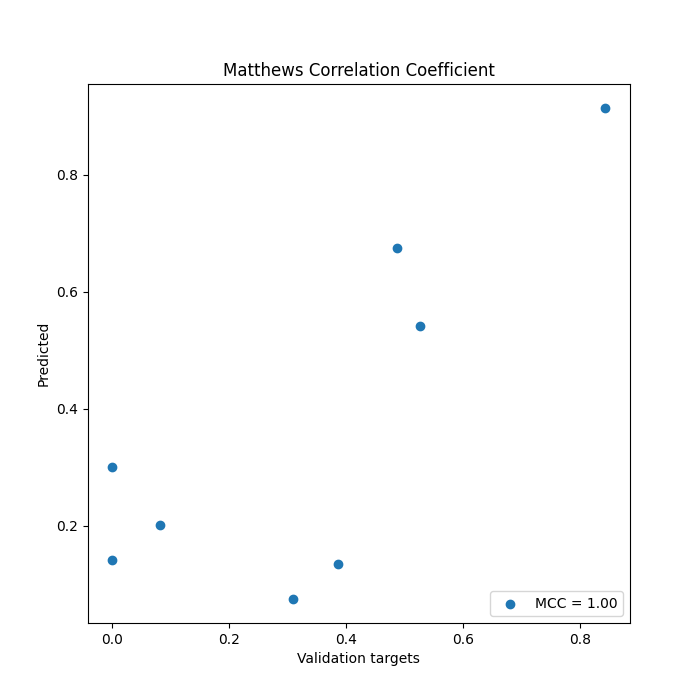 Matthews Correlation Coefficient
Predicted
0.8
0.6
0.4
0.2
0.0 0.2 0.4 0.6 0.8
Validation targets
MCC = 1.00